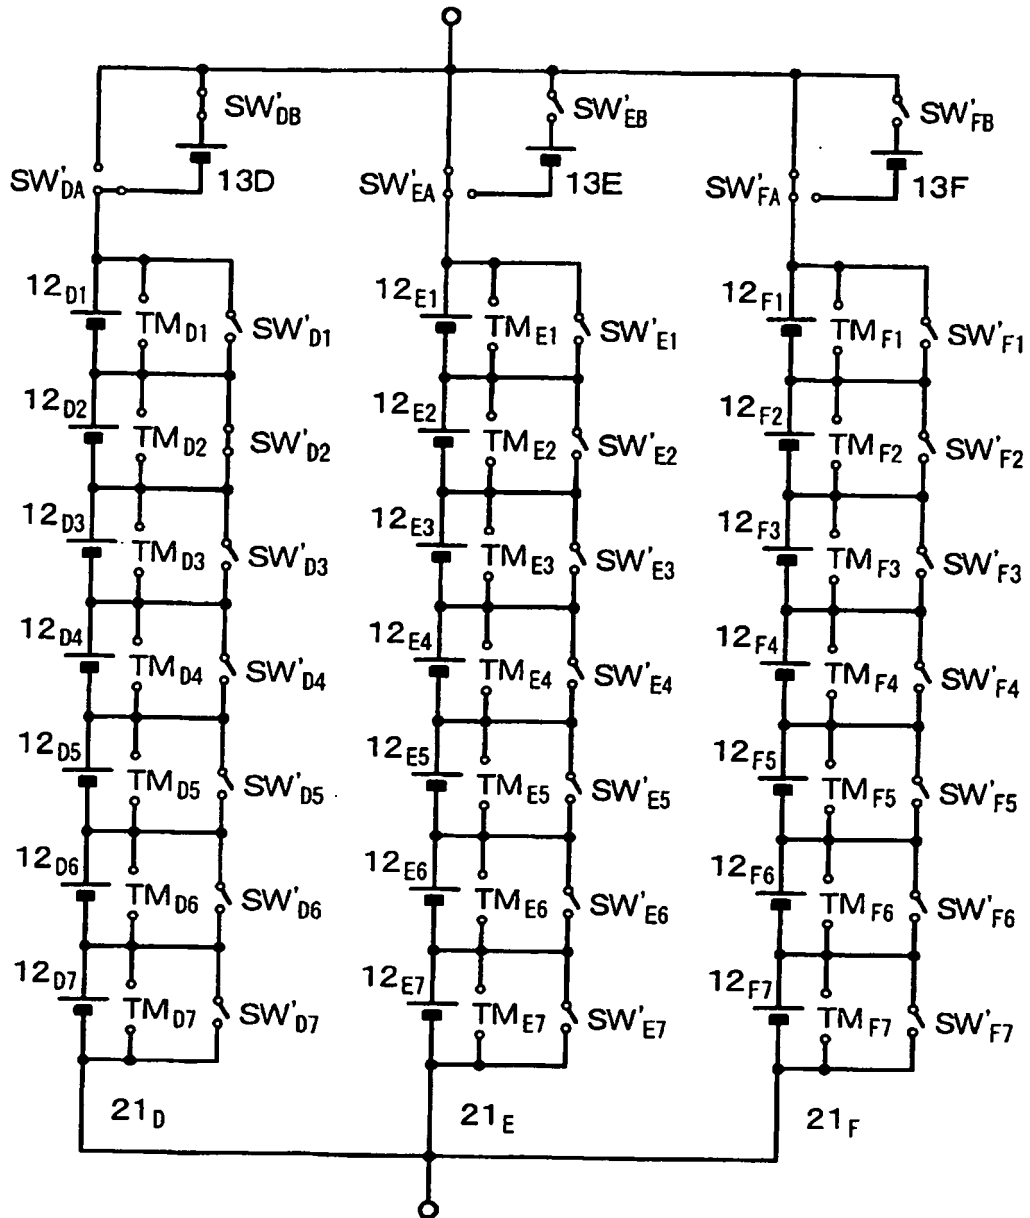 SW'DB SW'EB SW'FB
13D 13E 13F
SW'DA SW'EA SW'FA
12D1 TMD1 SW'D1 12E1 TME1 SW'E1 12F1 TMF1 SW'F1
12D2 TMD2 SW'D2 12E2 TME2 SW'E2 12F2 TMF2 SW'F2
12D3 TMD3 SW'D3 12E3 TME3 SW'E3 12F3 TMF3 SW'F3
12D4 TMD4 SW'D4 12E4 TME4 SW'E4 12F4 TMF4 SW'F4
12D5 TMD5 SW'D5 12E5 TME5 SW'E5 12F5 TMF5 SW'F5
12D6 TMD6 SW'D6 12E6 TME6 SW'E6 12F6 TMF6 SW'F6
12D7 TMD7 SW'D7 12E7 TME7 SW'E7 12F7 TMF7 SW'F7
21D 21E 21F